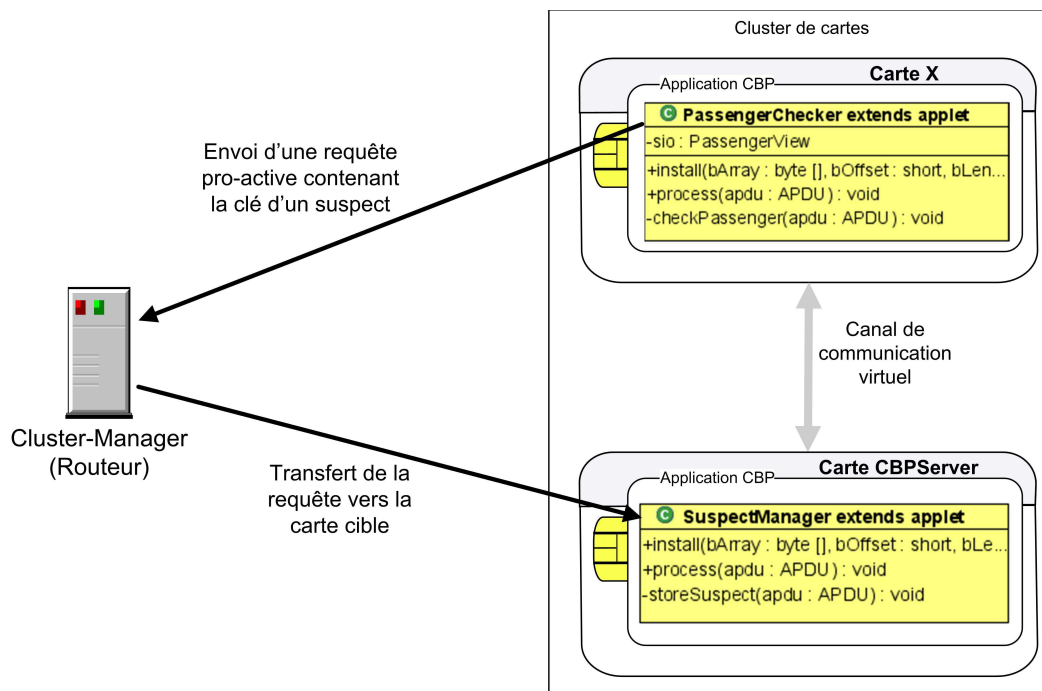 Cluster de cartes
Carte X
Application CBP
C PassengerChecker extends applet
-sio : PassengerView
+install(bArray : byte [], bOffset : short, bLen...
+process(apdu : APDU) : void
-checkPassenger(apdu : APDU) : void
Envoi d'une requête
pro-active contenant
la clé d'un suspect
Canal de
communication
virtuel
Cluster-Manager
(Routeur)
Transfert de la
requête vers la
carte cible
Carte CBPServer
Application CBP
C SuspectManager extends applet
+install(bArray : byte [], bOffset : short, bLe...
+process(apdu : APDU) : void
-storeSuspect(apdu : APDU) : void